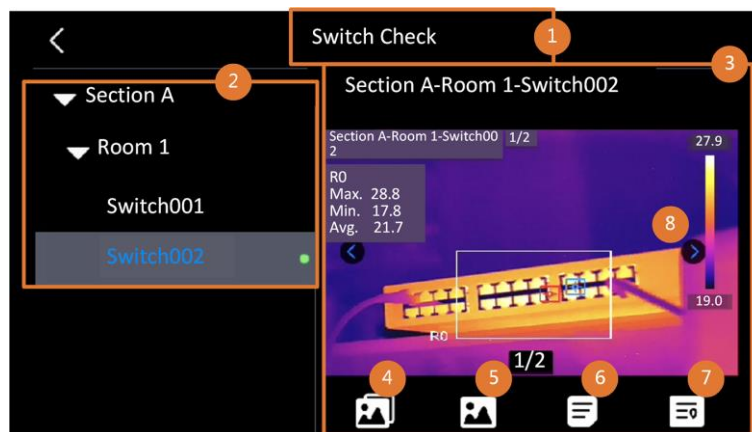 Switch Check
1
2
3
Section A
Room 1
Switch001
Switch002
Section A-Room 1-Switch002
Section A-Room 1-Switch00
2
1/2
27.9
R0
Max. 28.8
Min. 17.8
Avg. 21.7
8
19.0
R0
1/2
4
5
6
7